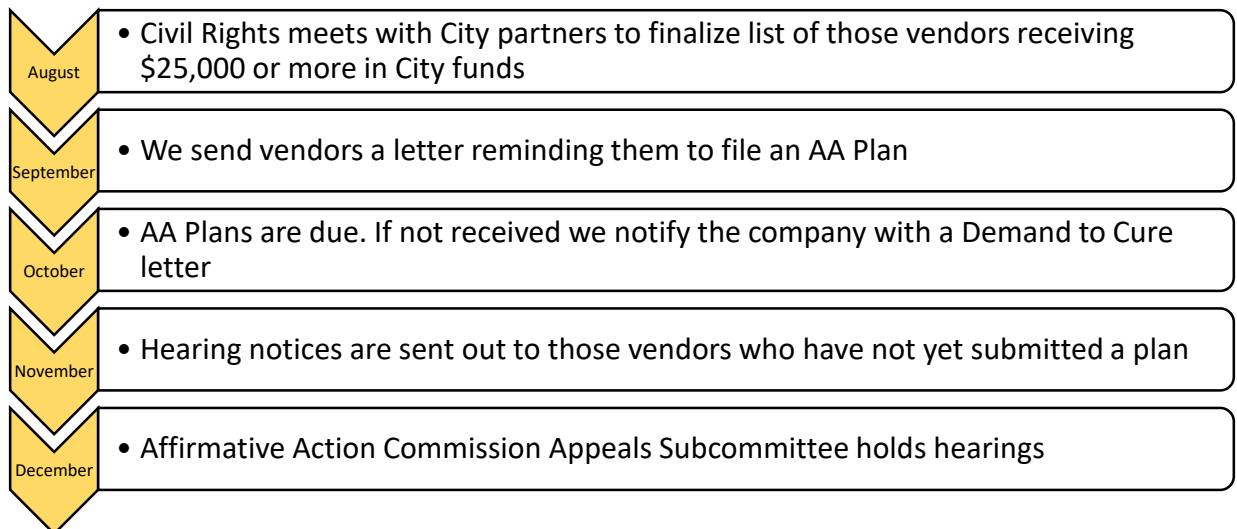 August
• Civil Rights meets with City partners to finalize list of those vendors receiving
$25,000 or more in City funds
September
• We send vendors a letter reminding them to file an AA Plan
October
• AA Plans are due. If not received we notify the company with a Demand to Cure
letter
November
• Hearing notices are sent out to those vendors who have not yet submitted a plan
December
• Affirmative Action Commission Appeals Subcommittee holds hearings